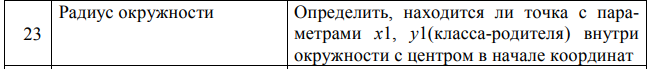 23
Радиус окружности
Определить, находится ли точка с пара-
метрами x1, y1(класса-родителя) внутри
окружности с центром в начале координат